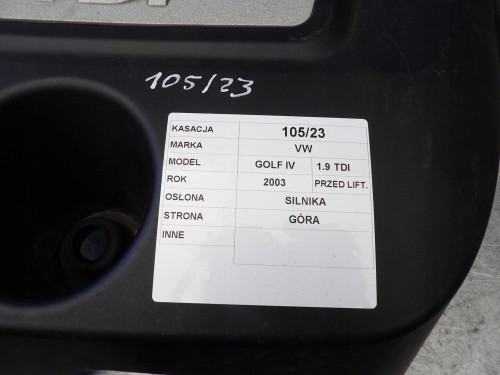 TDI
105/23
KASACJA 105/23
MARKA VW
MODEL GOLF IV 1.9 TDI
ROK 2003 PRZED LIFT.
OSŁONA SILNIKA
STRONA GÓRA
INNE